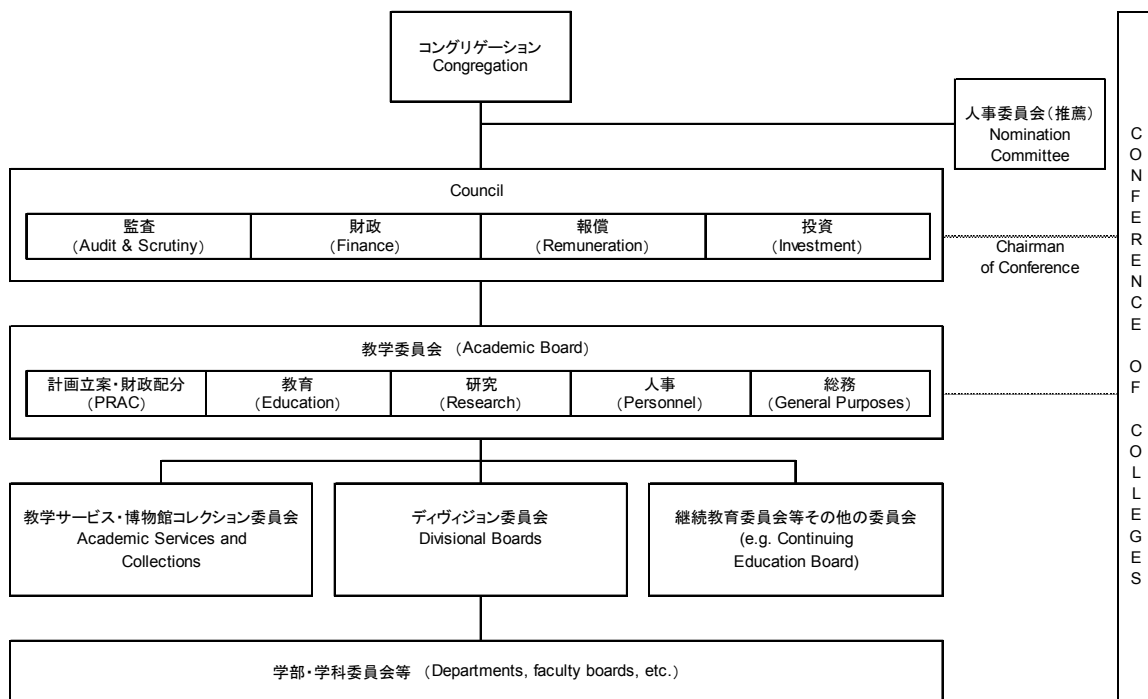 コングリゲーション
Congregation
人事委員会（推薦）
Nomination
Committee
Council
監査
（Audit & Scrutiny）
財政
（Finance）
報償
（Remuneration）
投資
（Investment）
Chairman
of Conference
教学委員会 （Academic Board）
計画立案・財政配分
（PRAC）
教育
（Education）
研究
（Research）
人事
（Personnel）
総務
（General Purposes）
教学サービス・博物館コレクション委員会
Academic Services and
Collections
ディヴィジョン委員会
Divisional Boards
継続教育委員会等その他の委員会
(e.g. Continuing
Education Board)
学部・学科委員会等 （Departments, faculty boards, etc.）
CONFERENCE OF COLLEGES